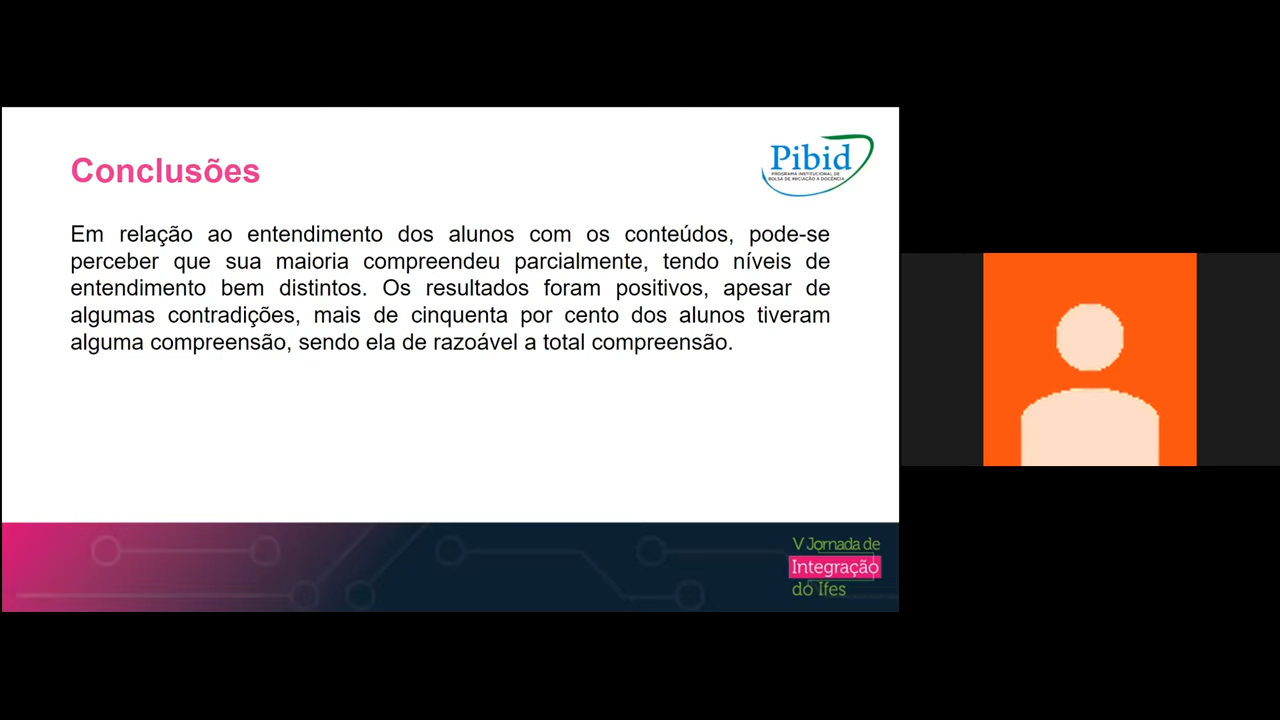 Conclusões
Pibid
PROGRAMA INSTITUCIONAL DE
BOLSA DE INICIAÇÃO À DOCÊNCIA
Em relação ao entendimento dos alunos com os conteúdos, pode-se
perceber que sua maioria compreendeu parcialmente, tendo níveis de
entendimento bem distintos. Os resultados foram positivos, apesar de
algumas contradições, mais de cinquenta por cento dos alunos tiveram
alguma compreensão, sendo ela de razoável a total compreensão.
V Jornada de
Integração
do Ifes